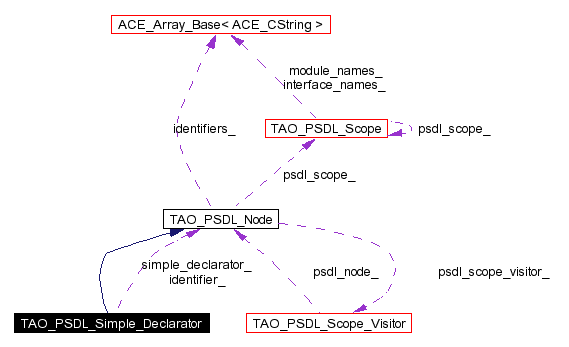 ACE_Array_Base< ACE_CString >
module_names_
interface_names_
identifiers_
TAO_PSDL_Scope
psdl_scope_
psdl_scope_
TAO_PSDL_Node
simple_declarator_
identifier_
psdl_node_
psdl_scope_visitor_
TAO_PSDL_Simple_Declarator
TAO_PSDL_Scope_Visitor